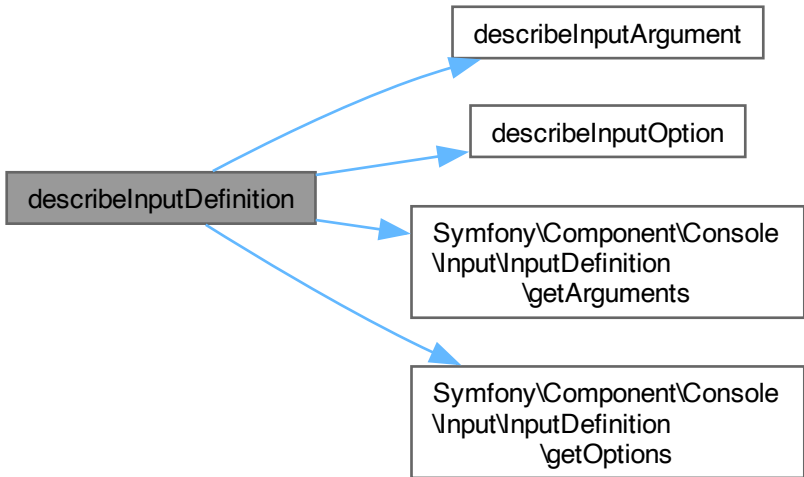 describeInputArgument
describeInputOption
describeInputDefinition
Symfony\Component\Console
\Input\InputDefinition
\getArguments
Symfony\Component\Console
\Input\InputDefinition
\getOptions